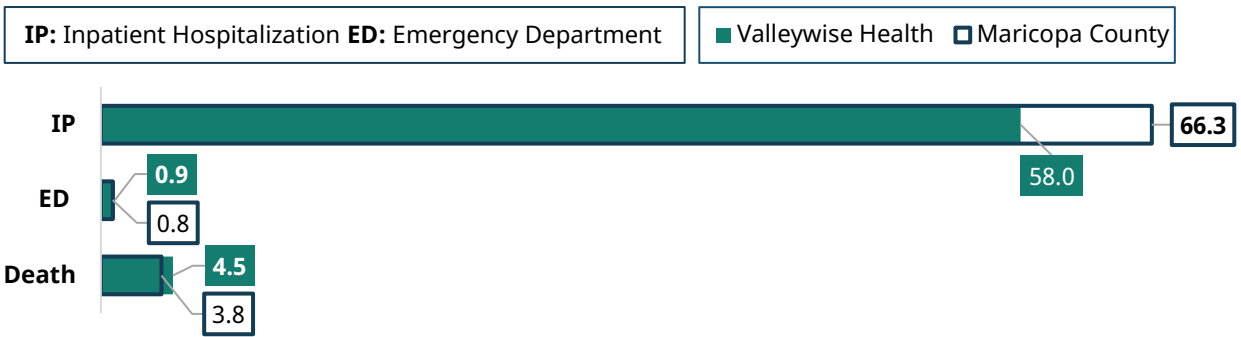 IP: Inpatient Hospitalization ED: Emergency Department
Valleywise Health Maricopa County
IP
66.3
58.0
ED
0.9
0.8
Death
4.5
3.8